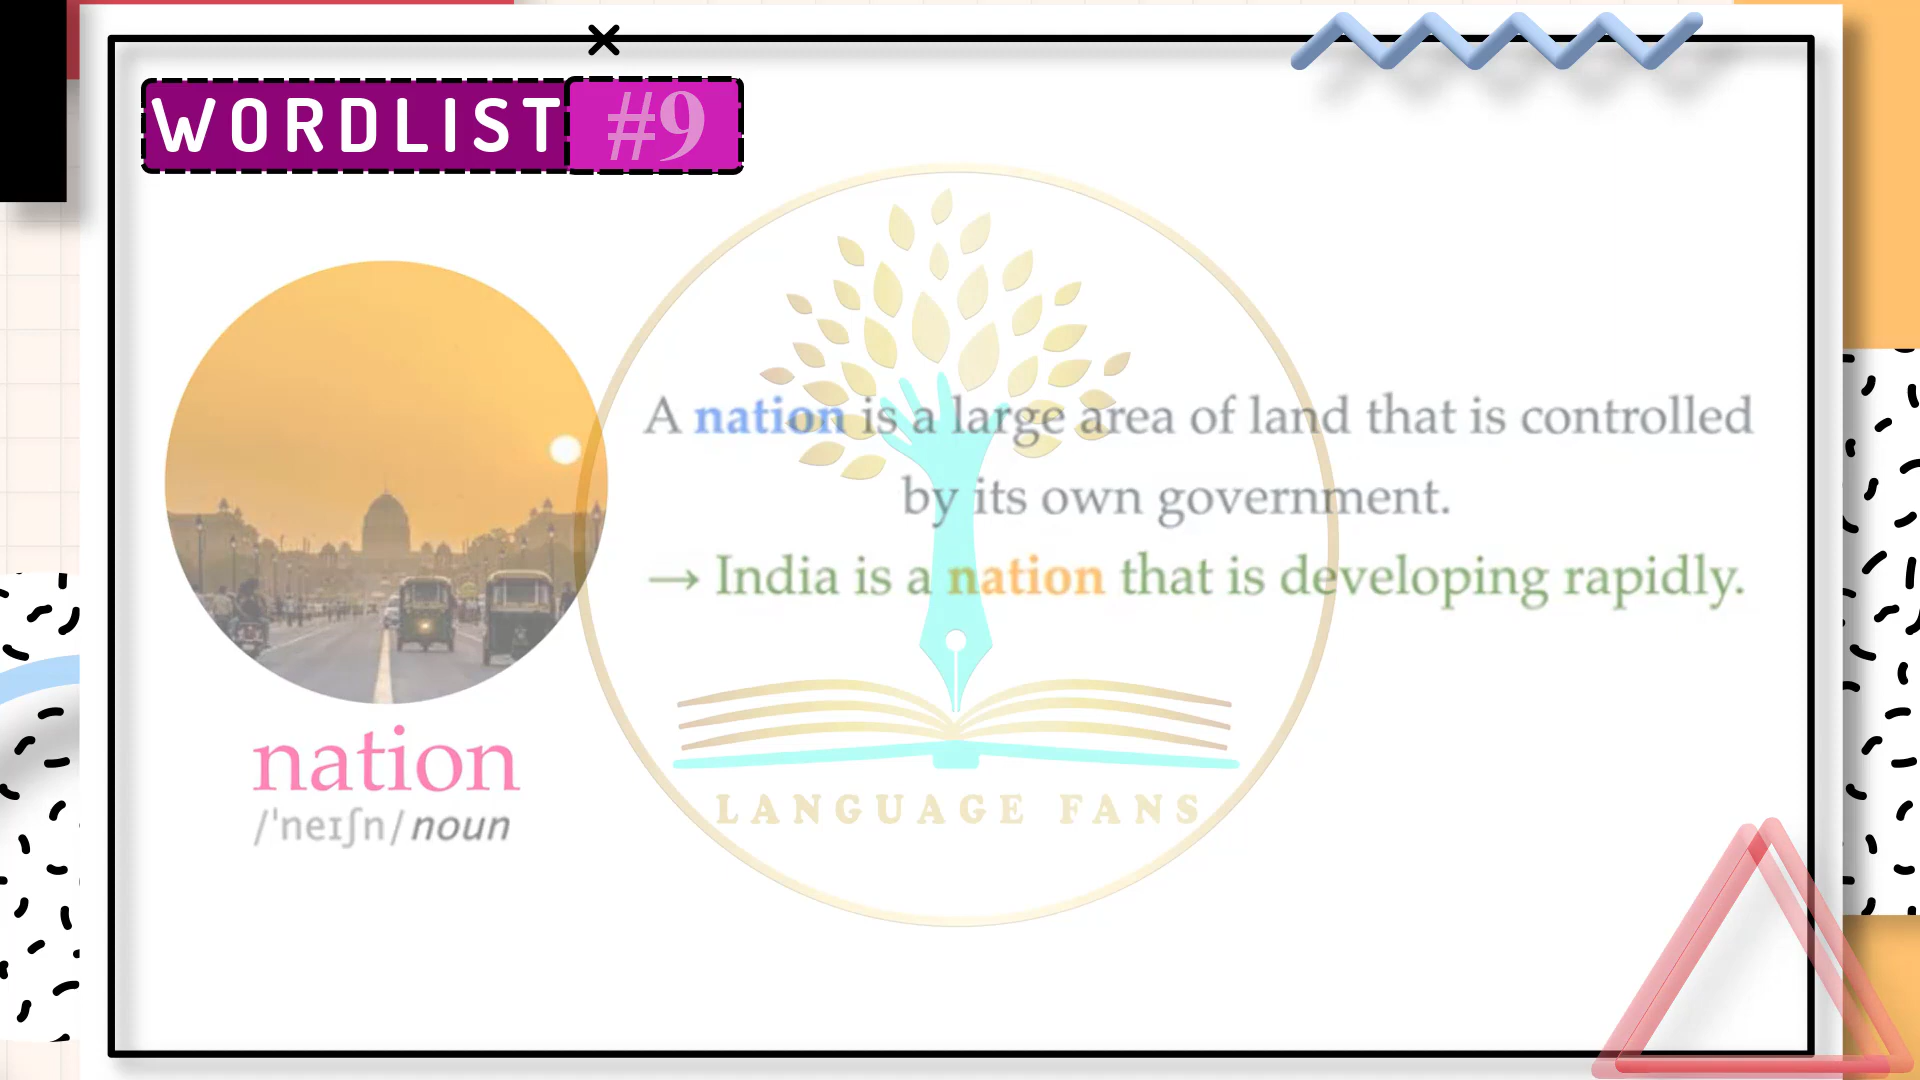 WORDLIST #9
A nation is a large area of land that is controlled
by its own government.
→ India is a nation that is developing rapidly.
nation
/ˈneɪʃn/ noun
LANGUAGE FANS